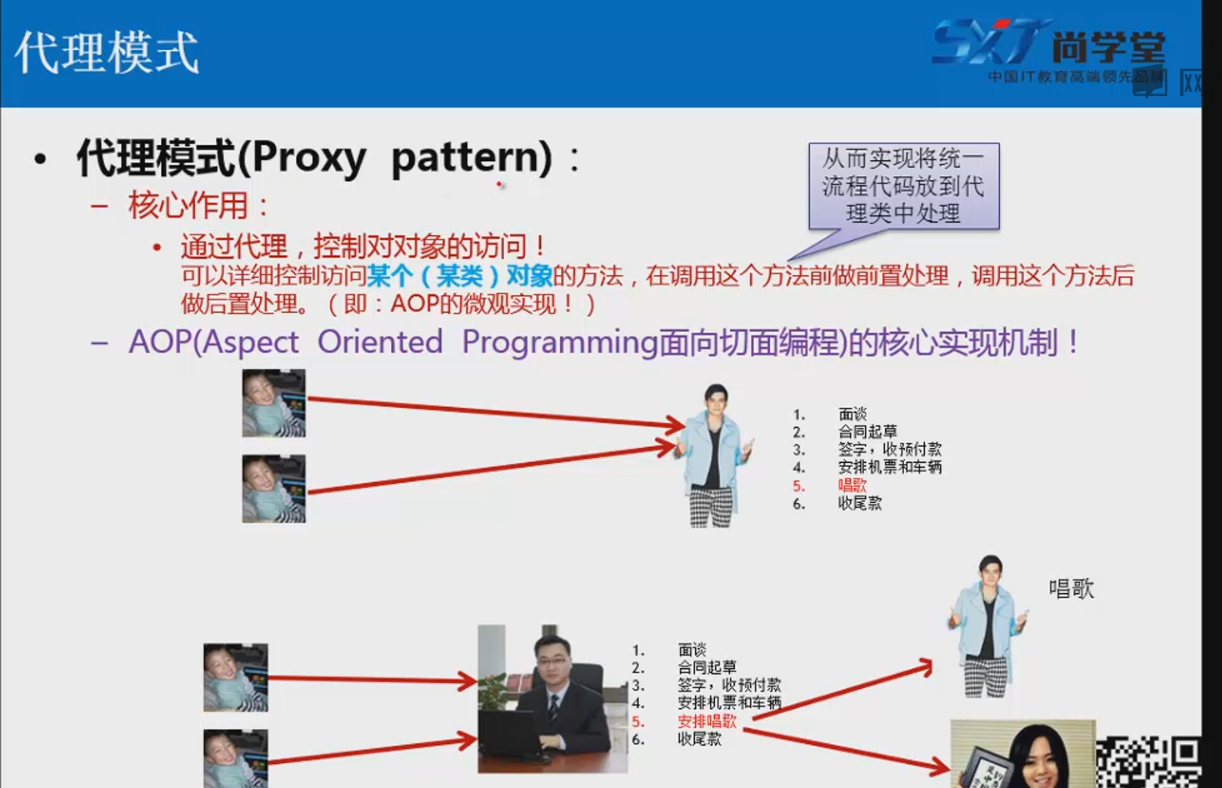 代理模式
SXT 尚学堂
中国IT教育高端领先品牌
• 代理模式(Proxy pattern)：
从而实现将统一
流程代码放到代
理类中处理
– 核心作用：
• 通过代理，控制对对象的访问！
可以详细控制访问某个（某类）对象的方法，在调用这个方法前做前置处理，调用这个方法后
做后置处理。（即：AOP的微观实现！）
– AOP(Aspect Oriented Programming面向切面编程)的核心实现机制！
1. 面谈
2. 合同起草
3. 签字，收预付款
4. 安排机票和车辆
5. 唱歌
6. 收尾款
唱歌
1. 面谈
2. 合同起草
3. 签字，收预付款
4. 安排机票和车辆
5. 安排唱歌
6. 收尾款